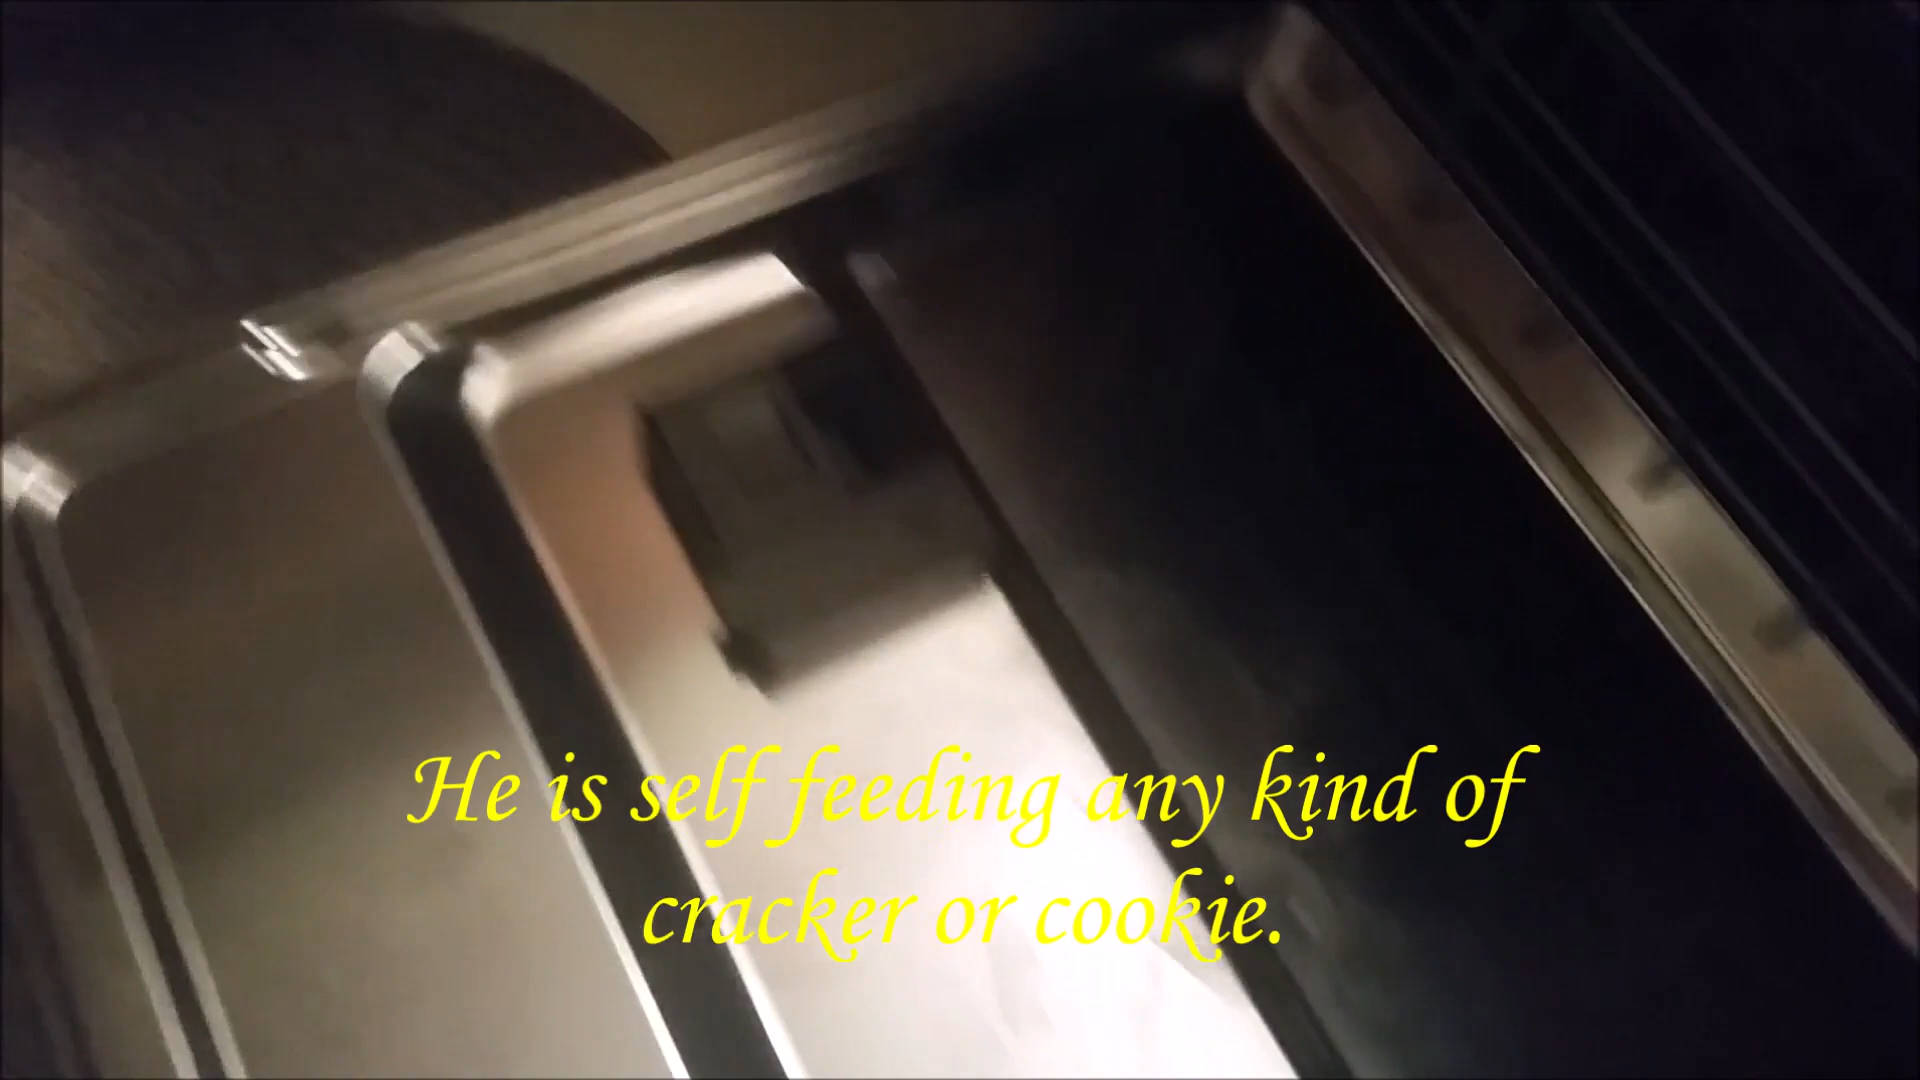 He is self feeding any kind of
cracker or cookie.